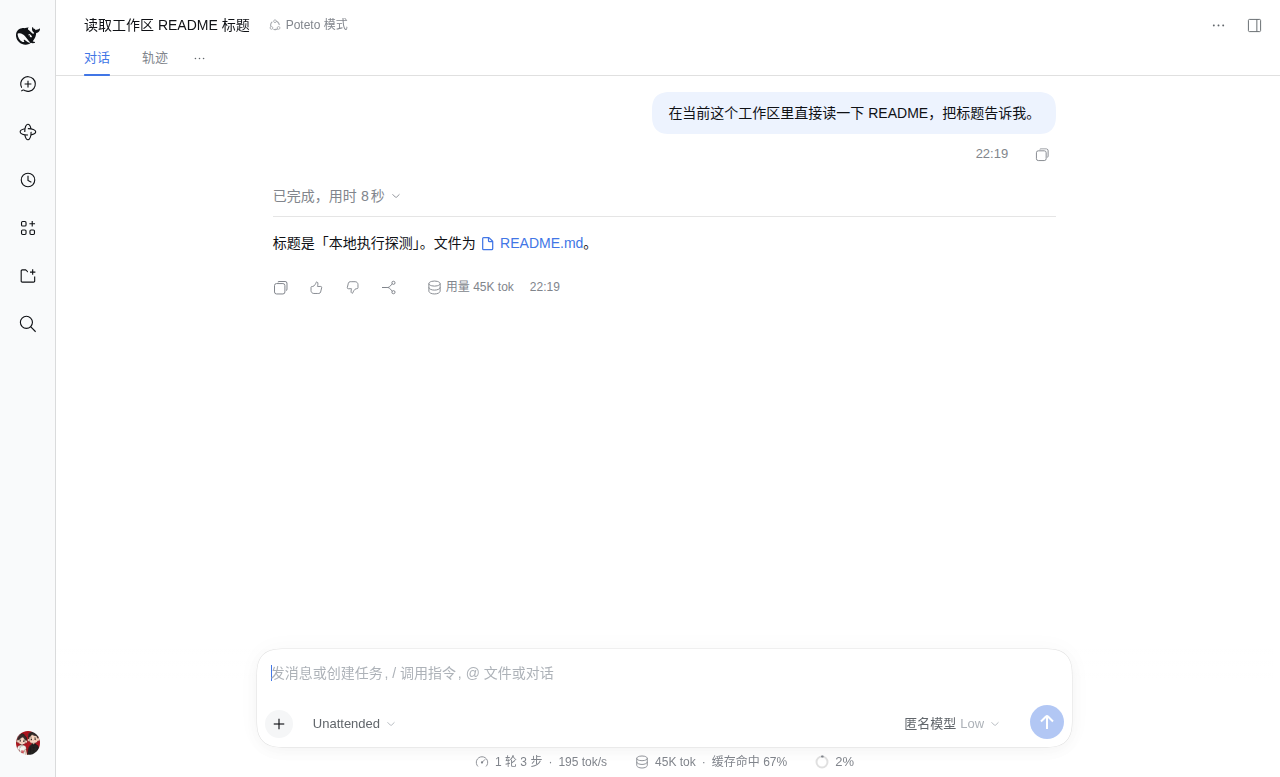 读取工作区 README 标题 Poteto 模式
对话 轨迹
在当前这个工作区里直接读一下 README，把标题告诉我。
22:19
已完成，用时 8秒
标题是「本地执行探测」。文件为 README.md。
用量 45K tok 22:19
发消息或创建任务, / 调用指令, @ 文件或对话
Unattended 匿名模型 Low
1 轮 3 步 · 195 tok/s 45K tok · 缓存命中 67% 2%